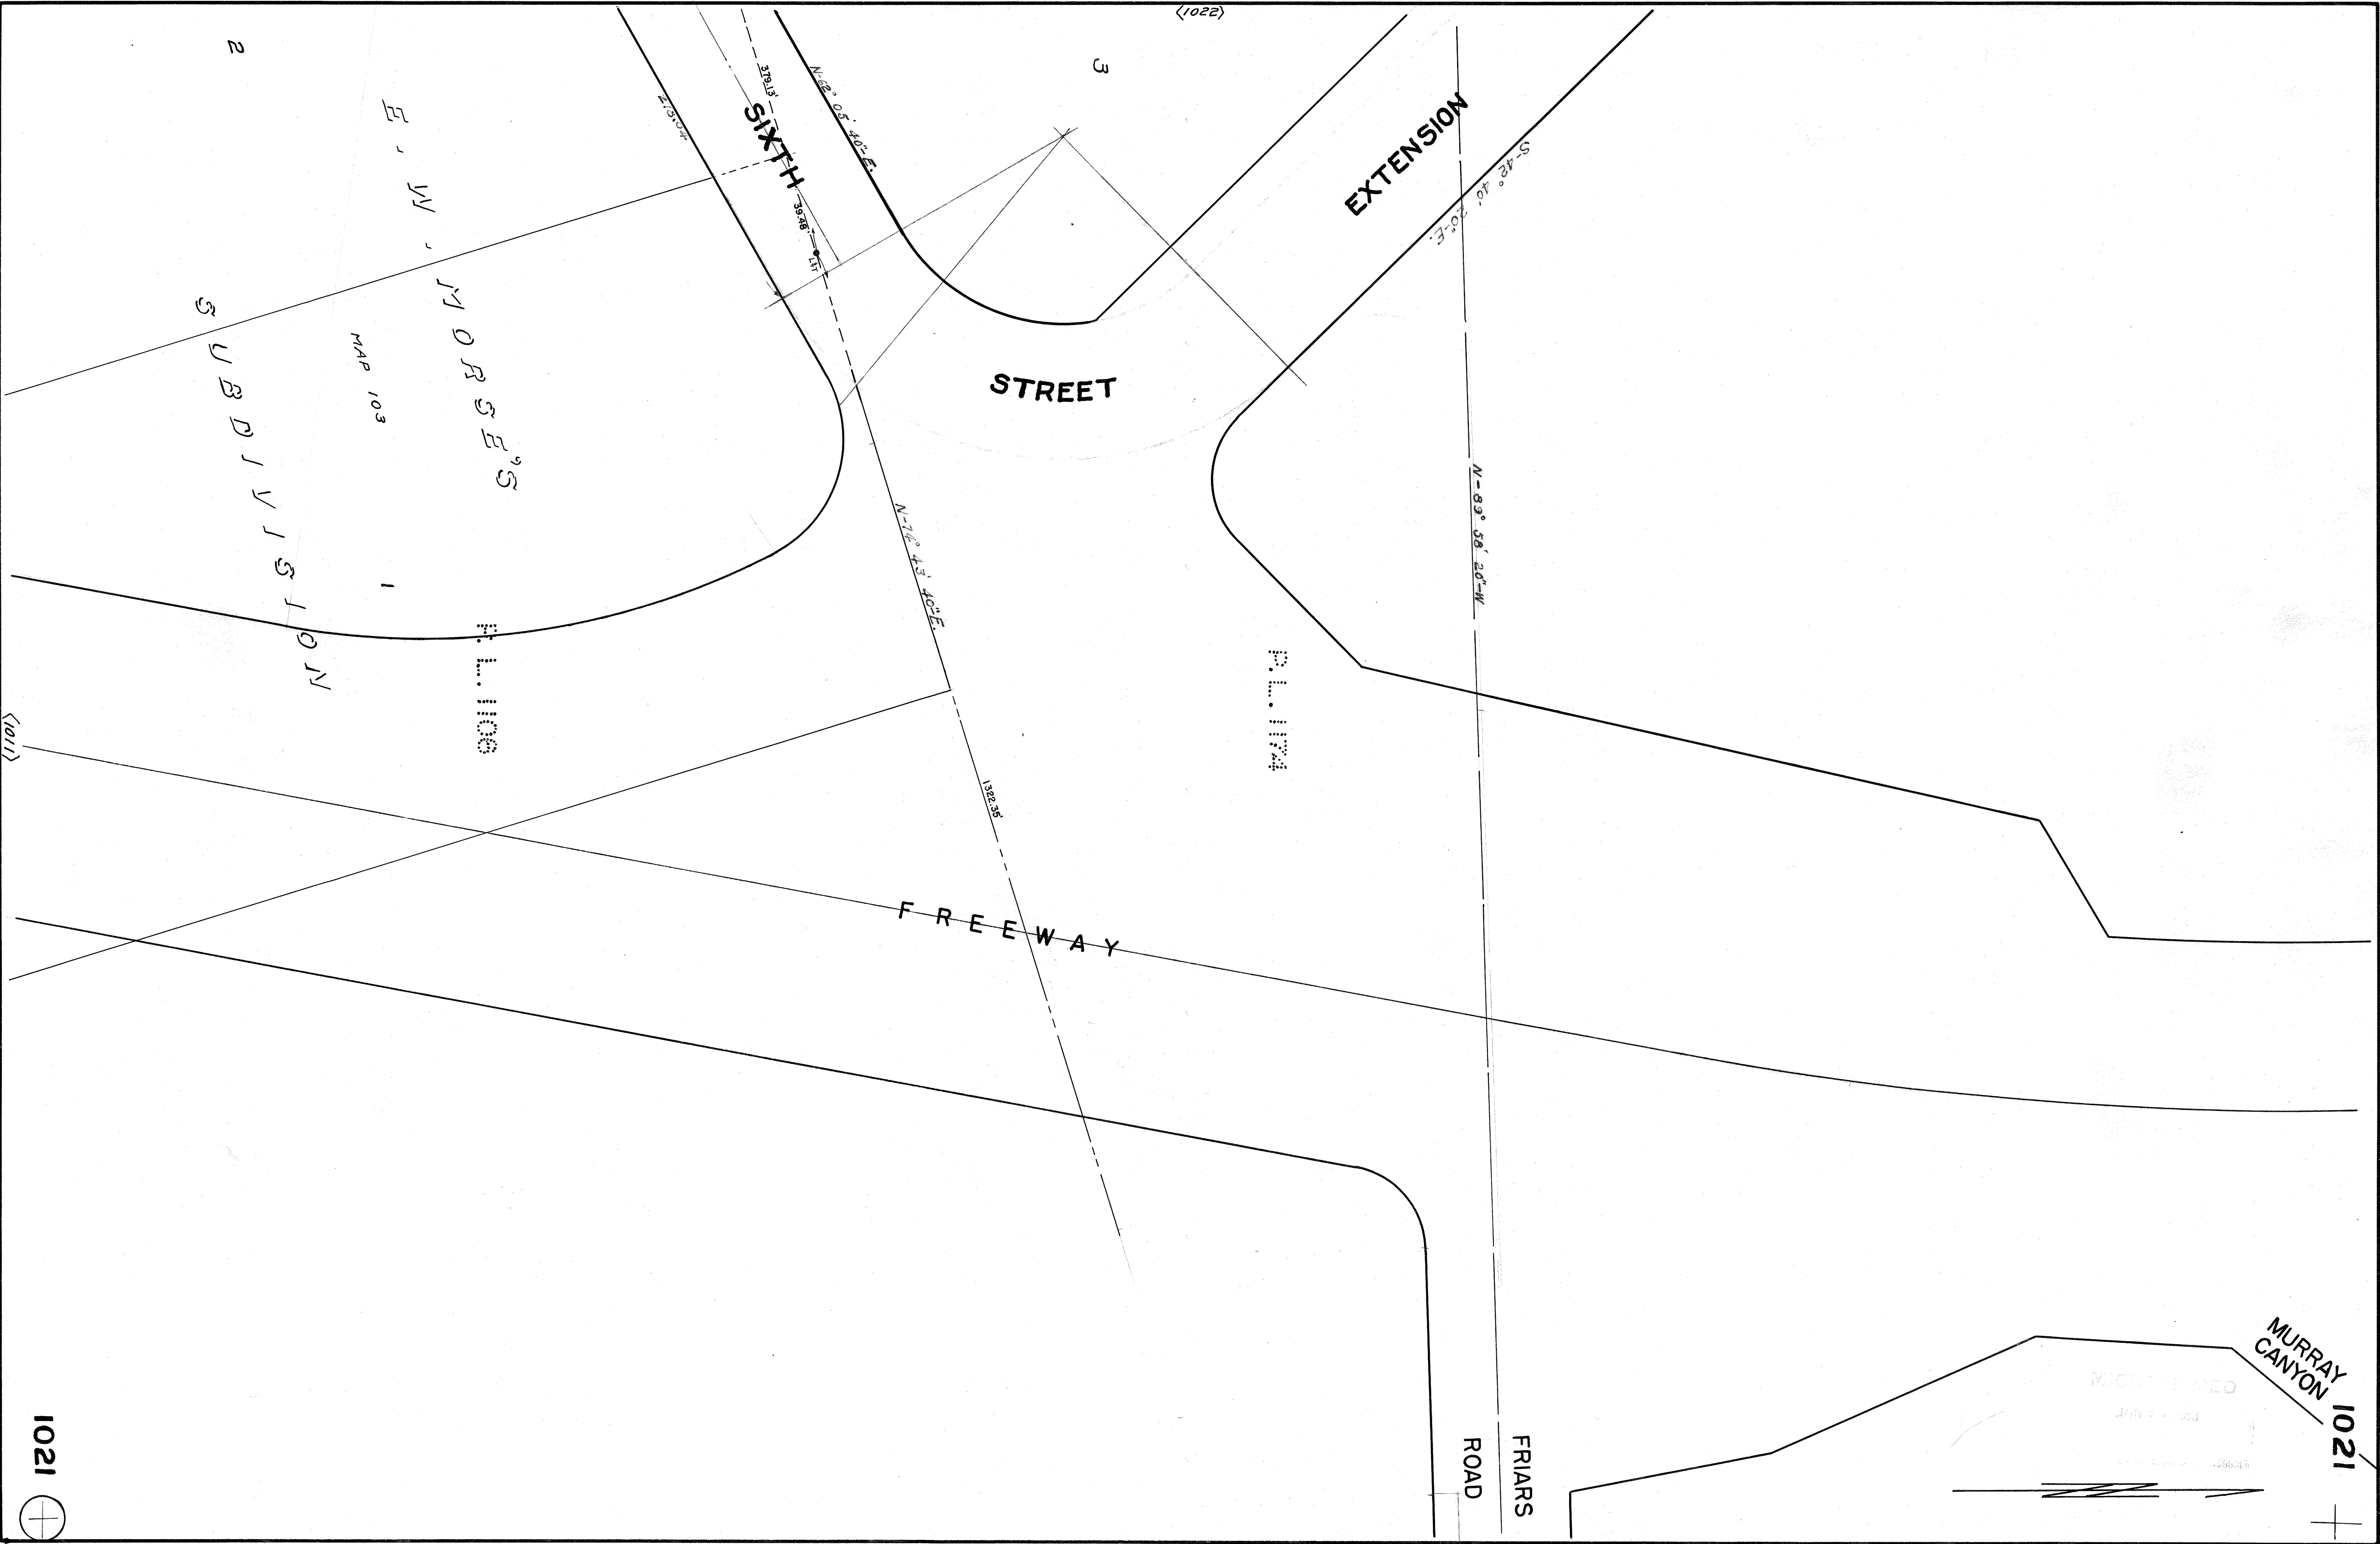 <1022>
2
3
E. W. MORSE'S
SUBDIVISION
MAP 103
1
379.13'
SIXTH
39.48'
L&T
N-62° 05' 40"-E.
EXTENSION
S-42° 40' 20"-E.
STREET
N-74° 43' 40"-E.
N-89° 58' 20"-W
P.L. 1106
P.L. 1174
<1011>
1322.35'
FREEWAY
MURRAY
CANYON
FRIARS
ROAD
1021
1021